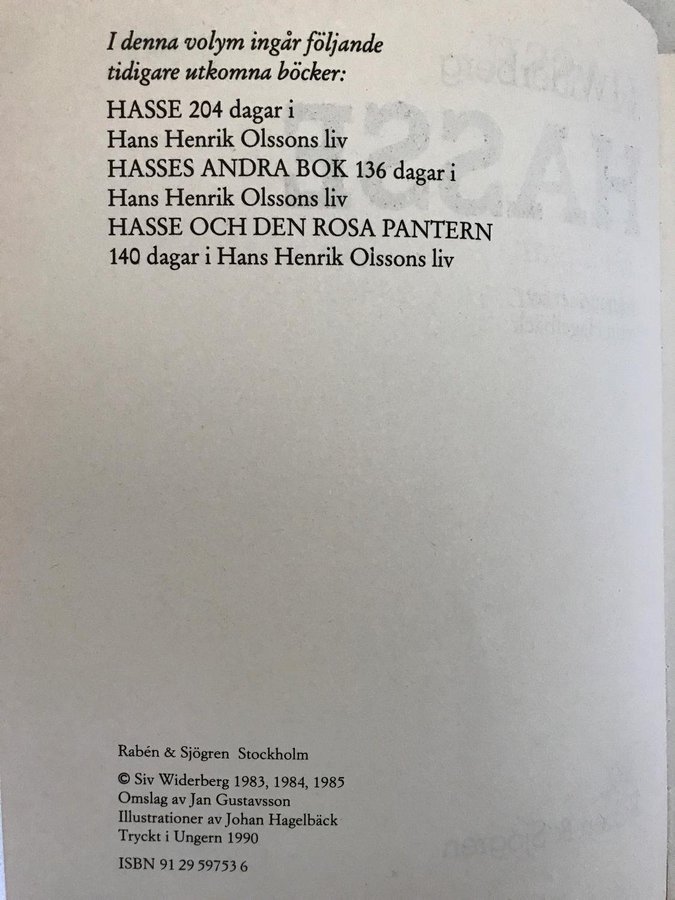 I denna volym ingår följande
tidigare utkomna böcker:
HASSE 204 dagar i
Hans Henrik Olssons liv
HASSES ANDRA BOK 136 dagar i
Hans Henrik Olssons liv
HASSE OCH DEN ROSA PANTERN
140 dagar i Hans Henrik Olssons liv
Rabén & Sjögren Stockholm
© Siv Widerberg 1983, 1984, 1985
Omslag av Jan Gustavsson
Illustrationer av Johan Hagelbäck
Tryckt i Ungern 1990
ISBN 91 29 59753 6